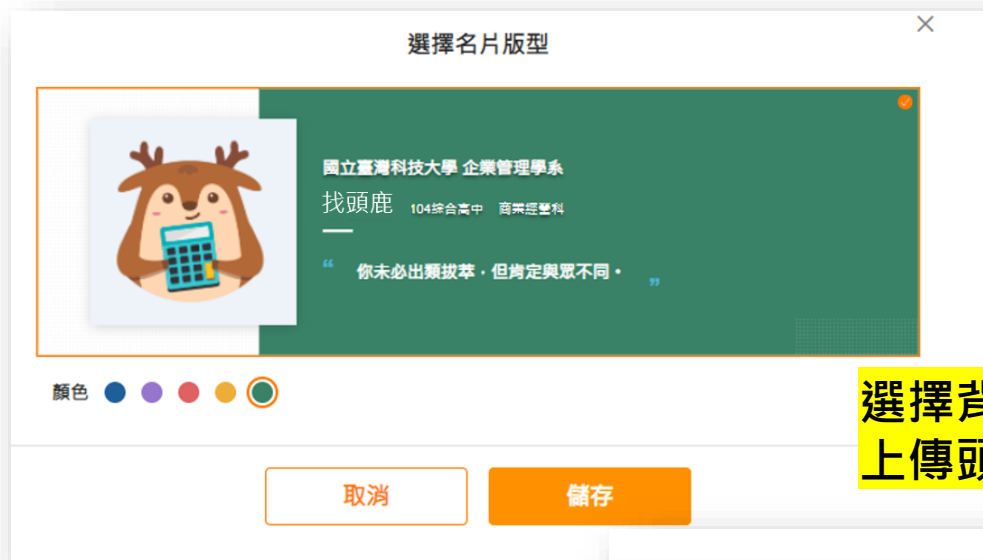 選擇名片版型
國立臺灣科技大學 企業管理學系
找頭鹿 104綜合高中 商業經營科
“ 你未必出類拔萃,但肯定與眾不同。 ”
顏色
選擇
上傳
取消 儲存